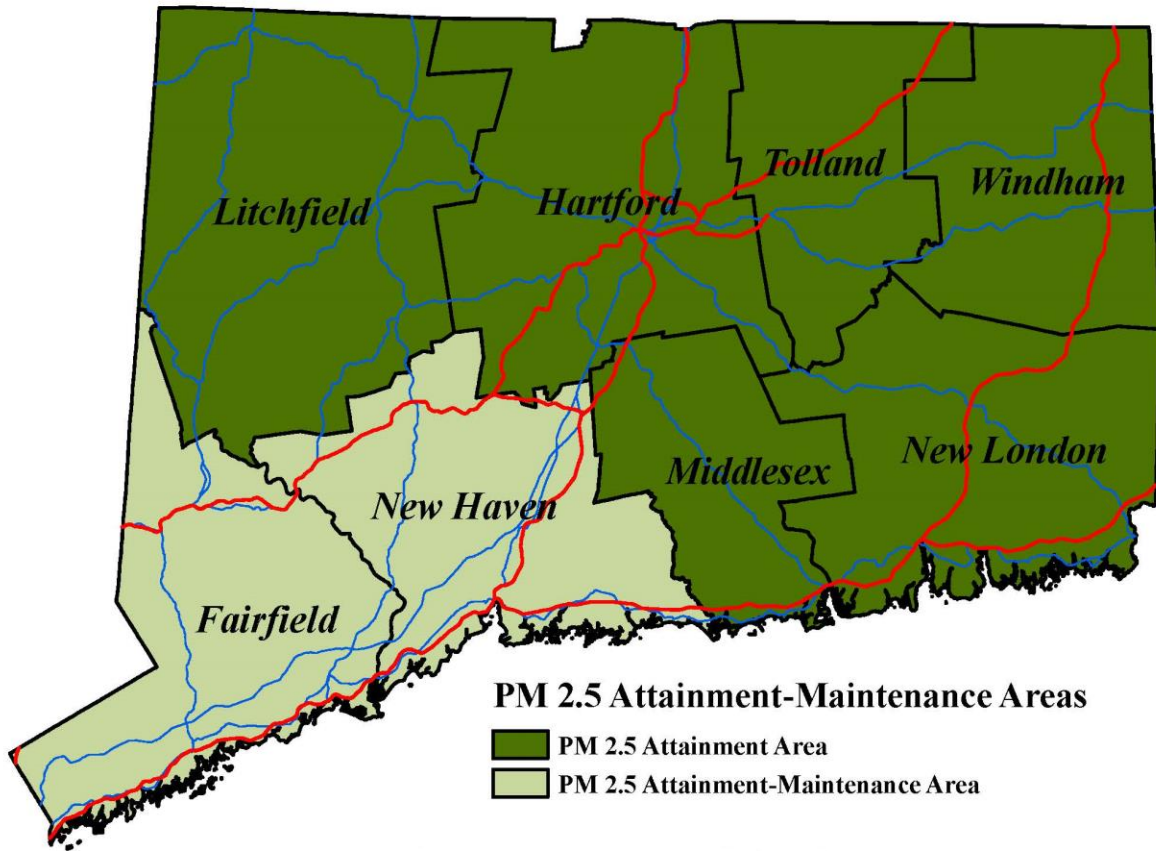 Litchfield
Hartford
Tolland
Windham
New Haven
Middlesex
New London
Fairfield
PM 2.5 Attainment-Maintenance Areas
PM 2.5 Attainment Area
PM 2.5 Attainment-Maintenance Area